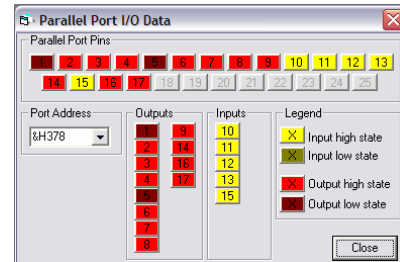 Parallel Port I/O Data
Parallel Port Pins
1 2 3 4 5 6 7 8 9 10 11 12 13
14 15 16 17 18 19 20 21 22 23 24 25
Port Address
&H378
Outputs
1 9
2 14
3 16
4 17
5
6
7
8
Inputs
10
11
12
13
15
Legend
X Input high state
X Input low state
X Output high state
X Output low state
Close